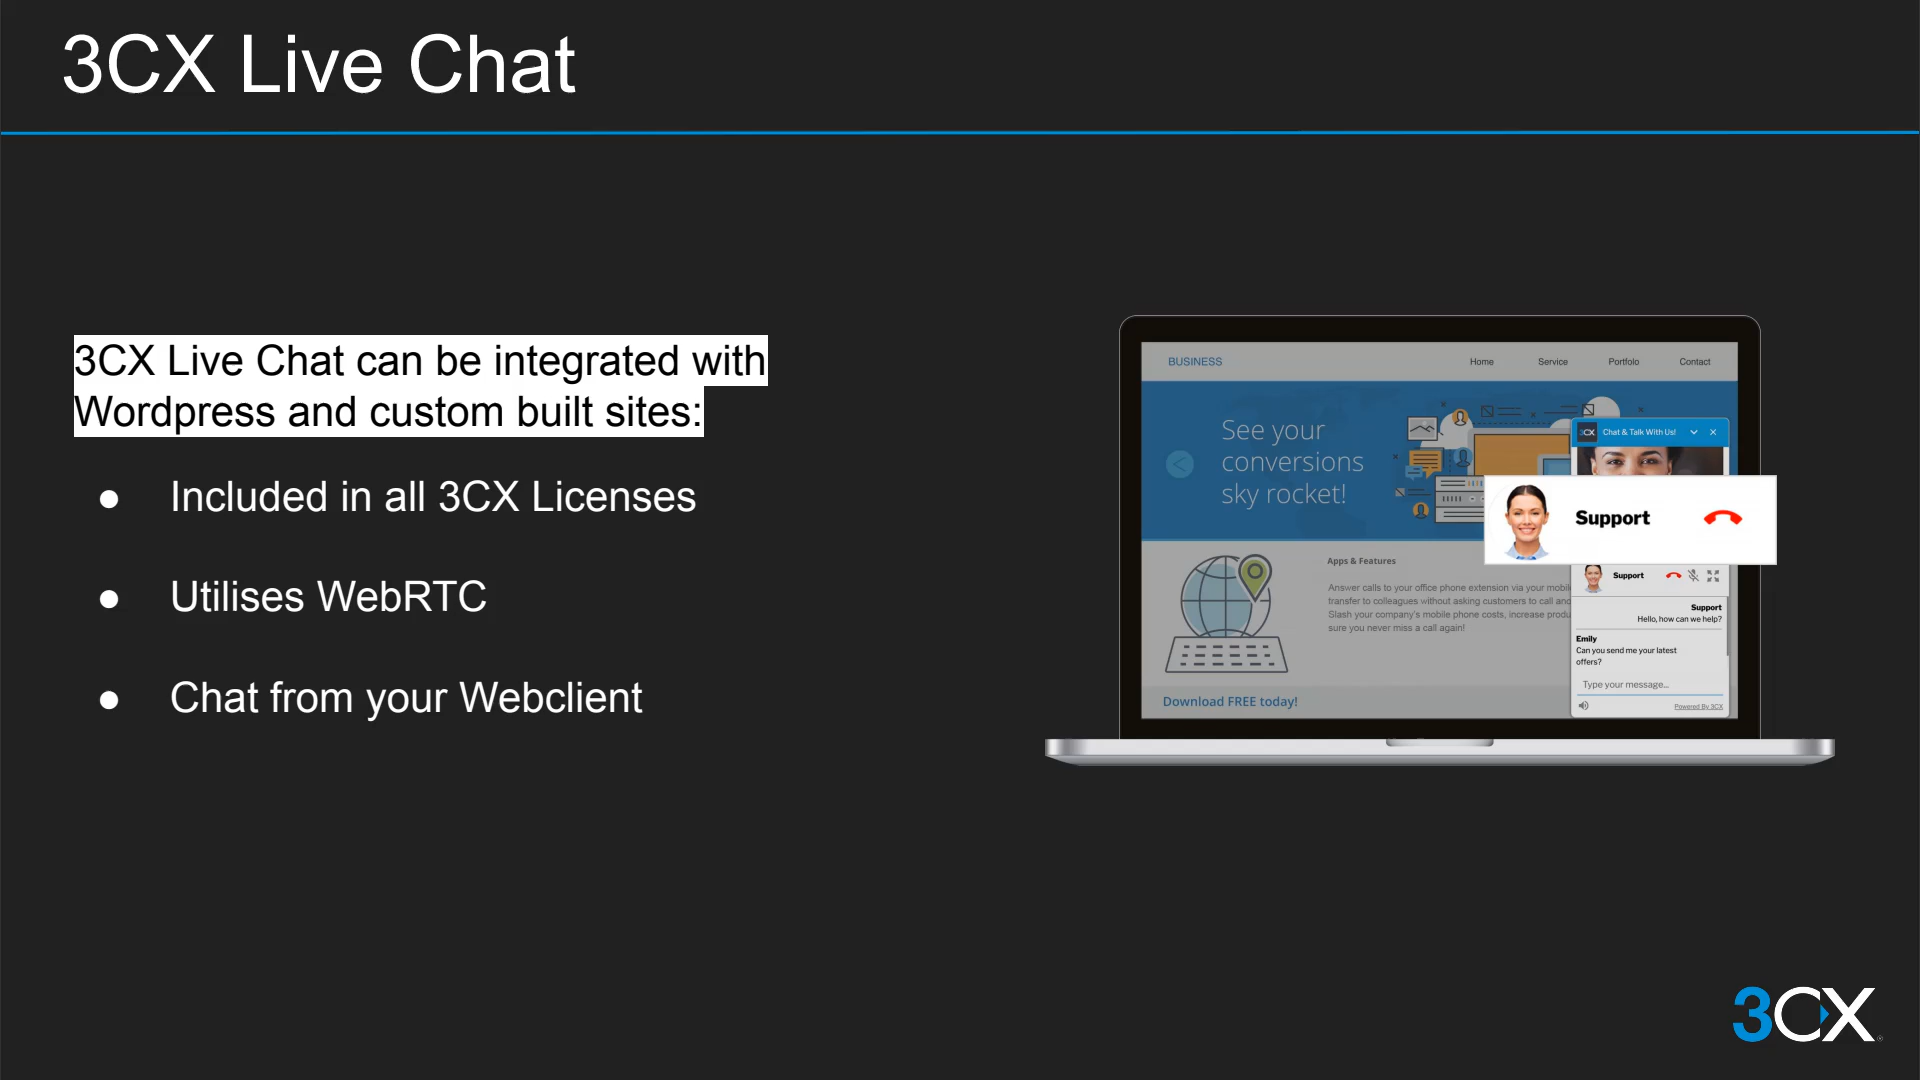 3CX Live Chat
3CX Live Chat can be integrated with
Wordpress and custom built sites:
● Included in all 3CX Licenses
● Utilises WebRTC
● Chat from your Webclient
BUSINESS
Home
Service
Portfolo
Contact
See your
conversions
sky rocket!
3CX
Chat & Talk With Us!
Support
Support
Support
Hello, how can we help?
Emily
Can you send me your latest
offers?
Type your message...
Powered By 3CX
Apps & Features
Answer calls to your office phone extension via your mobil
transfer to colleagues without asking customers to call and
Slash your company's mobile phone costs, increase produ
sure you never miss a call again!
Download FREE today!
3CX